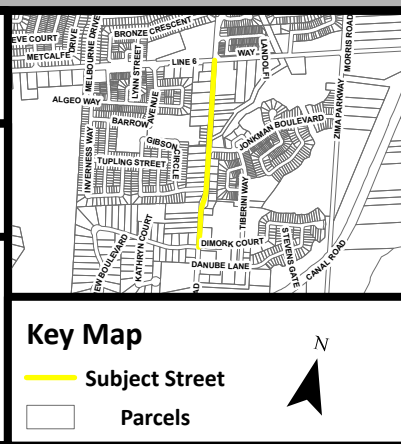 EVE COURT
METCALFE
DRIVE
MELBOURNE DRIVE
BRONZE CRESCENT
LYNN STREET
LINE 6
WAY
LANDOLFI
MORRIS ROAD
ALGEO WAY
BARROW AVENUE
ZIMA PARKWAY
INVERNESS WAY
GIBSON CIRCLE
TUPLING STREET
JONKMAN BOULEVARD
TIBERINI WAY
EW BOULEVARD
KATHRYN COURT
DIMORK COURT
DANUBE LANE
STEVENS GATE
CANAL ROAD
AD
Key Map
N
Subject Street
Parcels